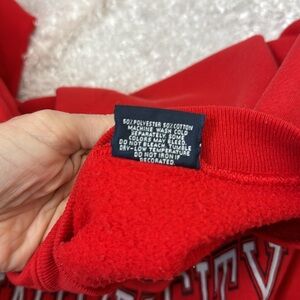 50% POLYESTER 50% COTTON
MACHINE WASH COLD
SEPARATELY. SOME
COLORS MAY BLEED.
DO NOT BLEACH. TUMBLE
DRY-LOW TEMPERATURE
DO NOT IRON IF
DECORATED.
CITY